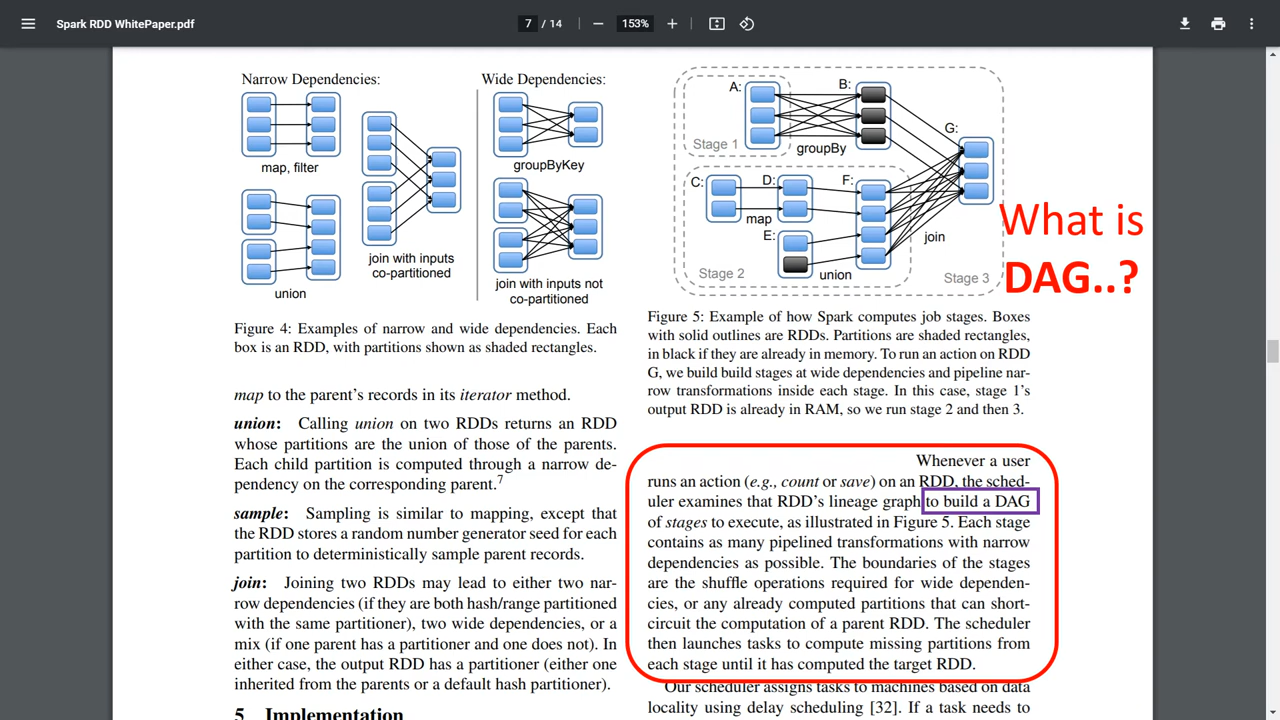 Spark RDD WhitePaper.pdf
7 / 14
153%
Narrow Dependencies:
Wide Dependencies:
map, filter
union
join with inputs
co-partitioned
groupByKey
join with inputs not
co-partitioned
Figure 4: Examples of narrow and wide dependencies. Each
box is an RDD, with partitions shown as shaded rectangles.
map to the parent's records in its iterator method.
union: Calling union on two RDDs returns an RDD
whose partitions are the union of those of the parents.
Each child partition is computed through a narrow de-
pendency on the corresponding parent.7
sample: Sampling is similar to mapping, except that
the RDD stores a random number generator seed for each
partition to deterministically sample parent records.
join: Joining two RDDs may lead to either two nar-
row dependencies (if they are both hash/range partitioned
with the same partitioner), two wide dependencies, or a
mix (if one parent has a partitioner and one does not). In
either case, the output RDD has a partitioner (either one
inherited from the parents or a default hash partitioner).
5 Implementation
A:
B:
G:
Stage 1
groupBy
C:
D:
F:
map
E:
join
Stage 2
union
Stage 3
What is
DAG..?
Figure 5: Example of how Spark computes job stages. Boxes
with solid outlines are RDDs. Partitions are shaded rectangles,
in black if they are already in memory. To run an action on RDD
G, we build build stages at wide dependencies and pipeline nar-
row transformations inside each stage. In this case, stage 1's
output RDD is already in RAM, so we run stage 2 and then 3.
Whenever a user
runs an action (e.g., count or save) on an RDD, the sched-
uler examines that RDD's lineage graph to build a DAG
of stages to execute, as illustrated in Figure 5. Each stage
contains as many pipelined transformations with narrow
dependencies as possible. The boundaries of the stages
are the shuffle operations required for wide dependen-
cies, or any already computed partitions that can short-
circuit the computation of a parent RDD. The scheduler
then launches tasks to compute missing partitions from
each stage until it has computed the target RDD.
Our scheduler assigns tasks to machines based on data
locality using delay scheduling [32]. If a task needs to